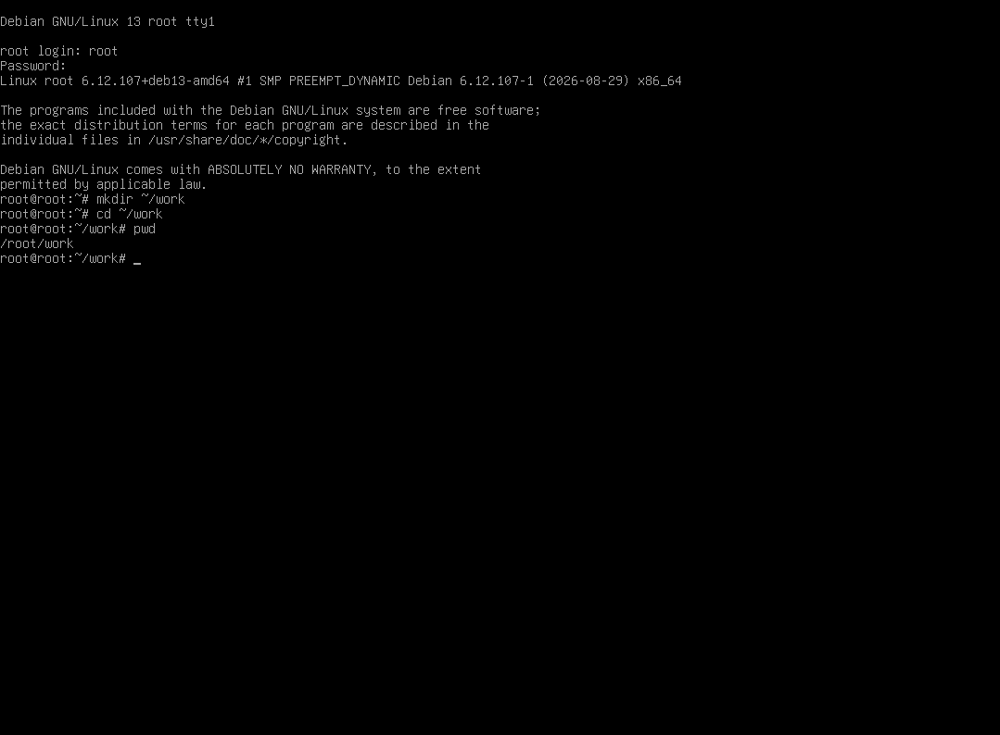 Debian GNU/Linux 13 root tty1
root login: root
Password:
Linux root 6.12.107+deb13-amd64 #1 SMP PREEMPT_DYNAMIC Debian 6.12.107-1 (2026-08-29) x86_64
The programs included with the Debian GNU/Linux system are free software;
the exact distribution terms for each program are described in the
individual files in /usr/share/doc/*/copyright.
Debian GNU/Linux comes with ABSOLUTELY NO WARRANTY, to the extent
permitted by applicable law.
root@root:~# mkdir ~/work
root@root:~# cd ~/work
root@root:~/work# pwd
/root/work
root@root:~/work# _